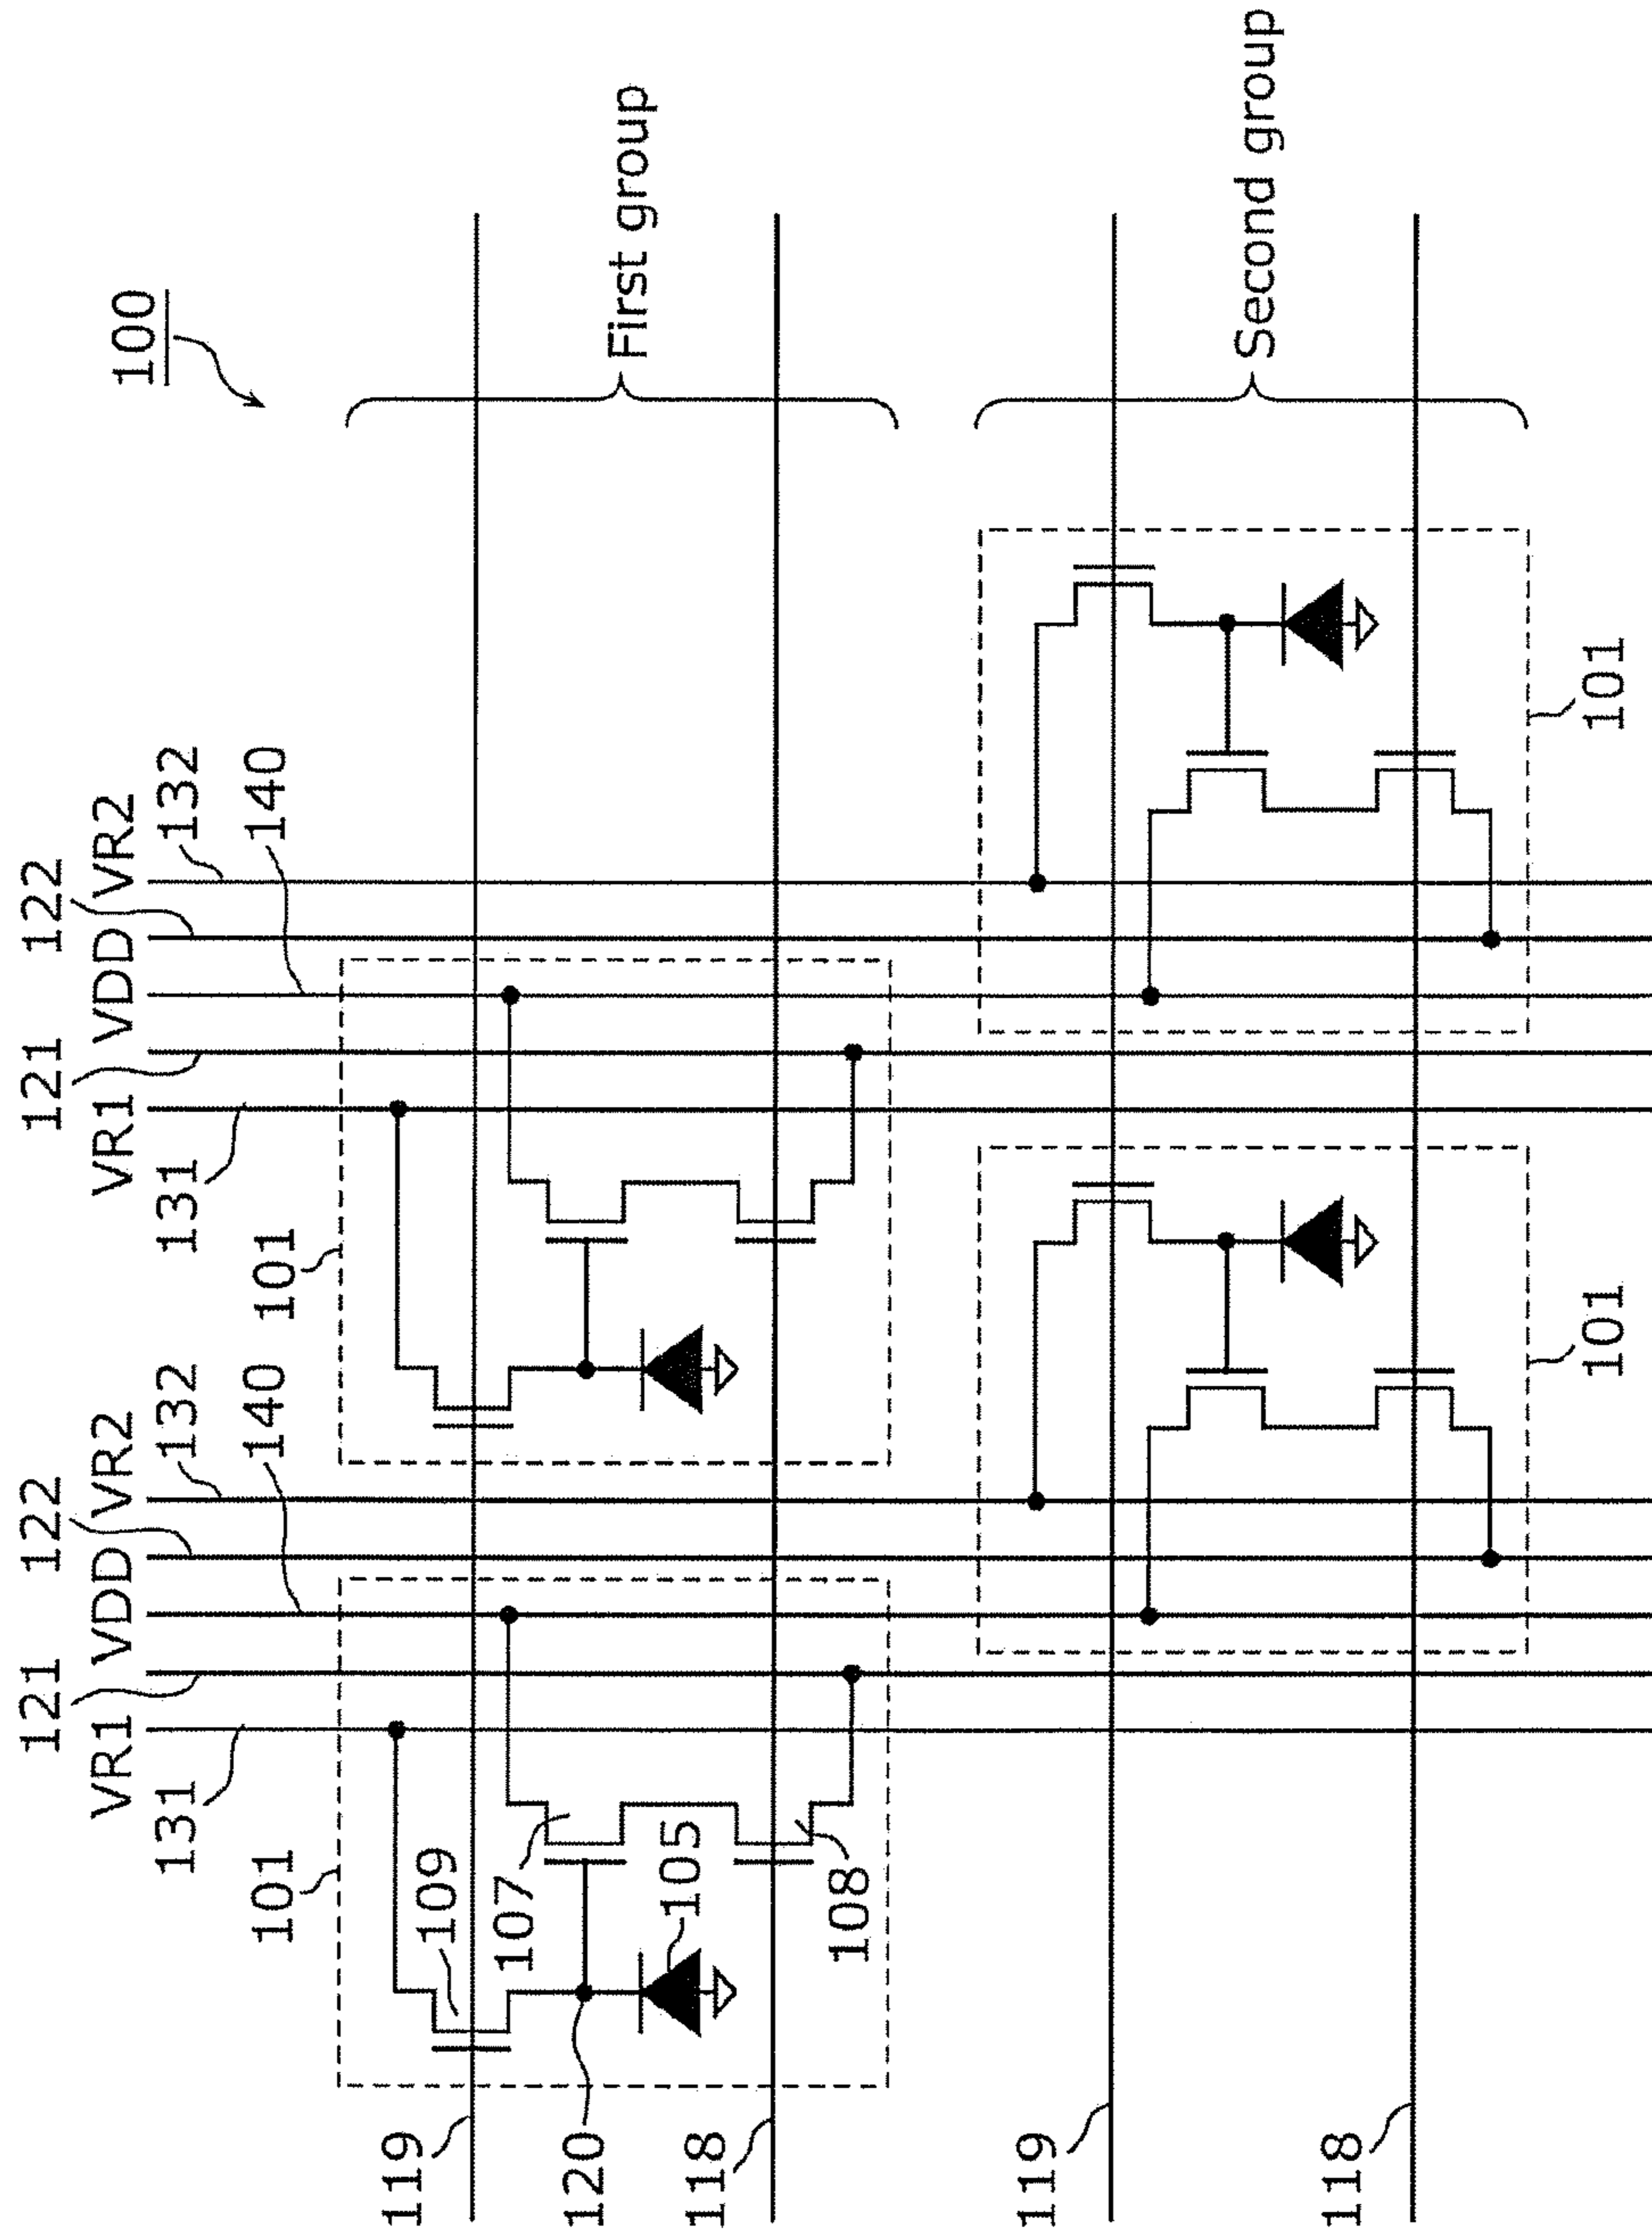 121 122 121 122
VR1 VDD VR2 VR1 VDD VR2
100
131 132 131 132
101 140 101 140
119 109
107
120
First group
105
118
108
119
Second group
118
101 101